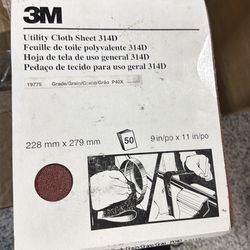 3M
Utility Cloth Sheet 314D
Feuille de toile polyvalente 314D
Hoja de tela de uso general 314D
Pedaço de tecido para uso geral 314D
19775 Grade/Grain/Grano/Grão P40X
50
228 mm x 279 mm
9 in/po x 11 in/po